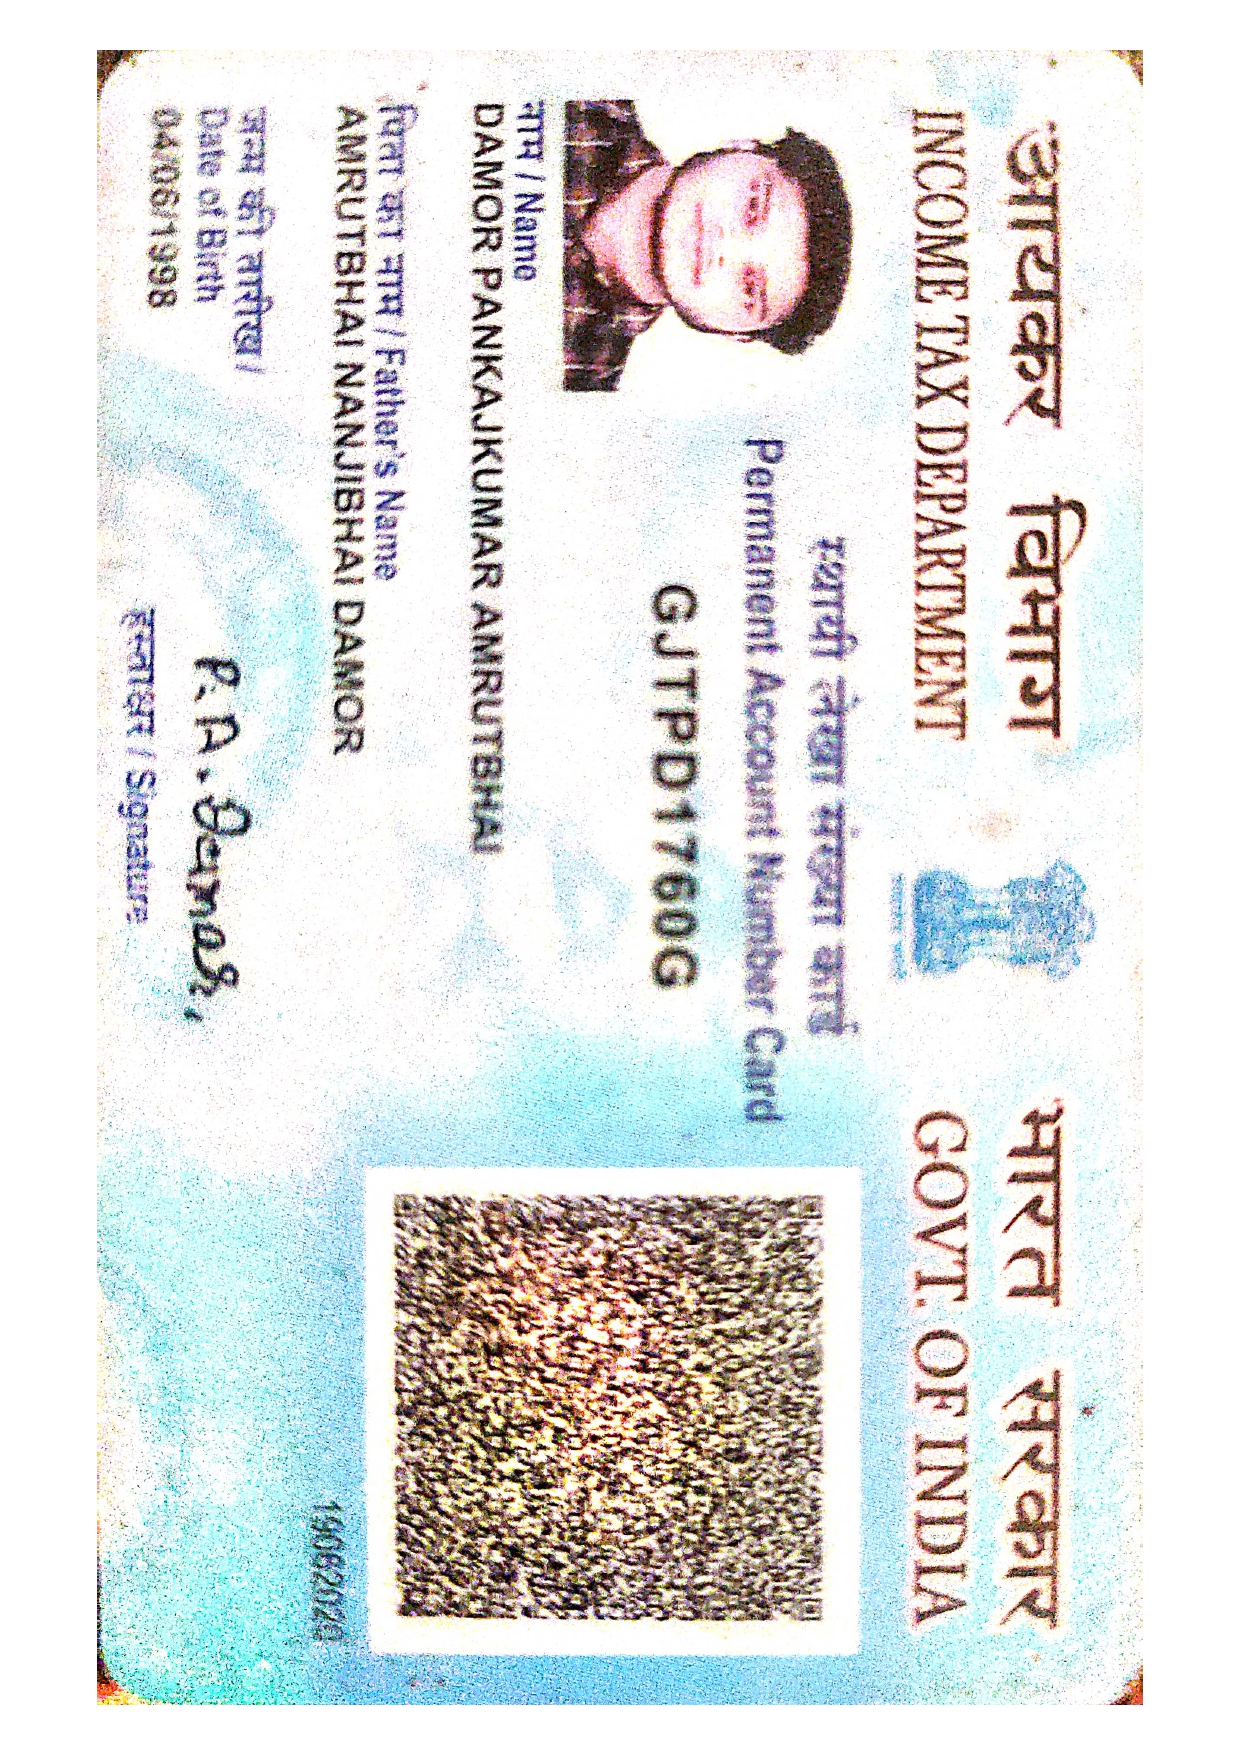 आयकर विभाग
INCOME TAX DEPARTMENT
भारत सरकार
GOVT. OF INDIA
स्थायी लेखा संख्या कार्ड
Permanent Account Number Card
GJTPD1760G
नाम / Name
DAMOR PANKAJKUMAR AMRUTBHAI
पिता का नाम / Father's Name
AMRUTBHAI NANJIBHAI DAMOR
19062020
जन्म की तारीख /
Date of Birth
04/06/1998
P. A. Damor.
हस्ताक्षर / Signature